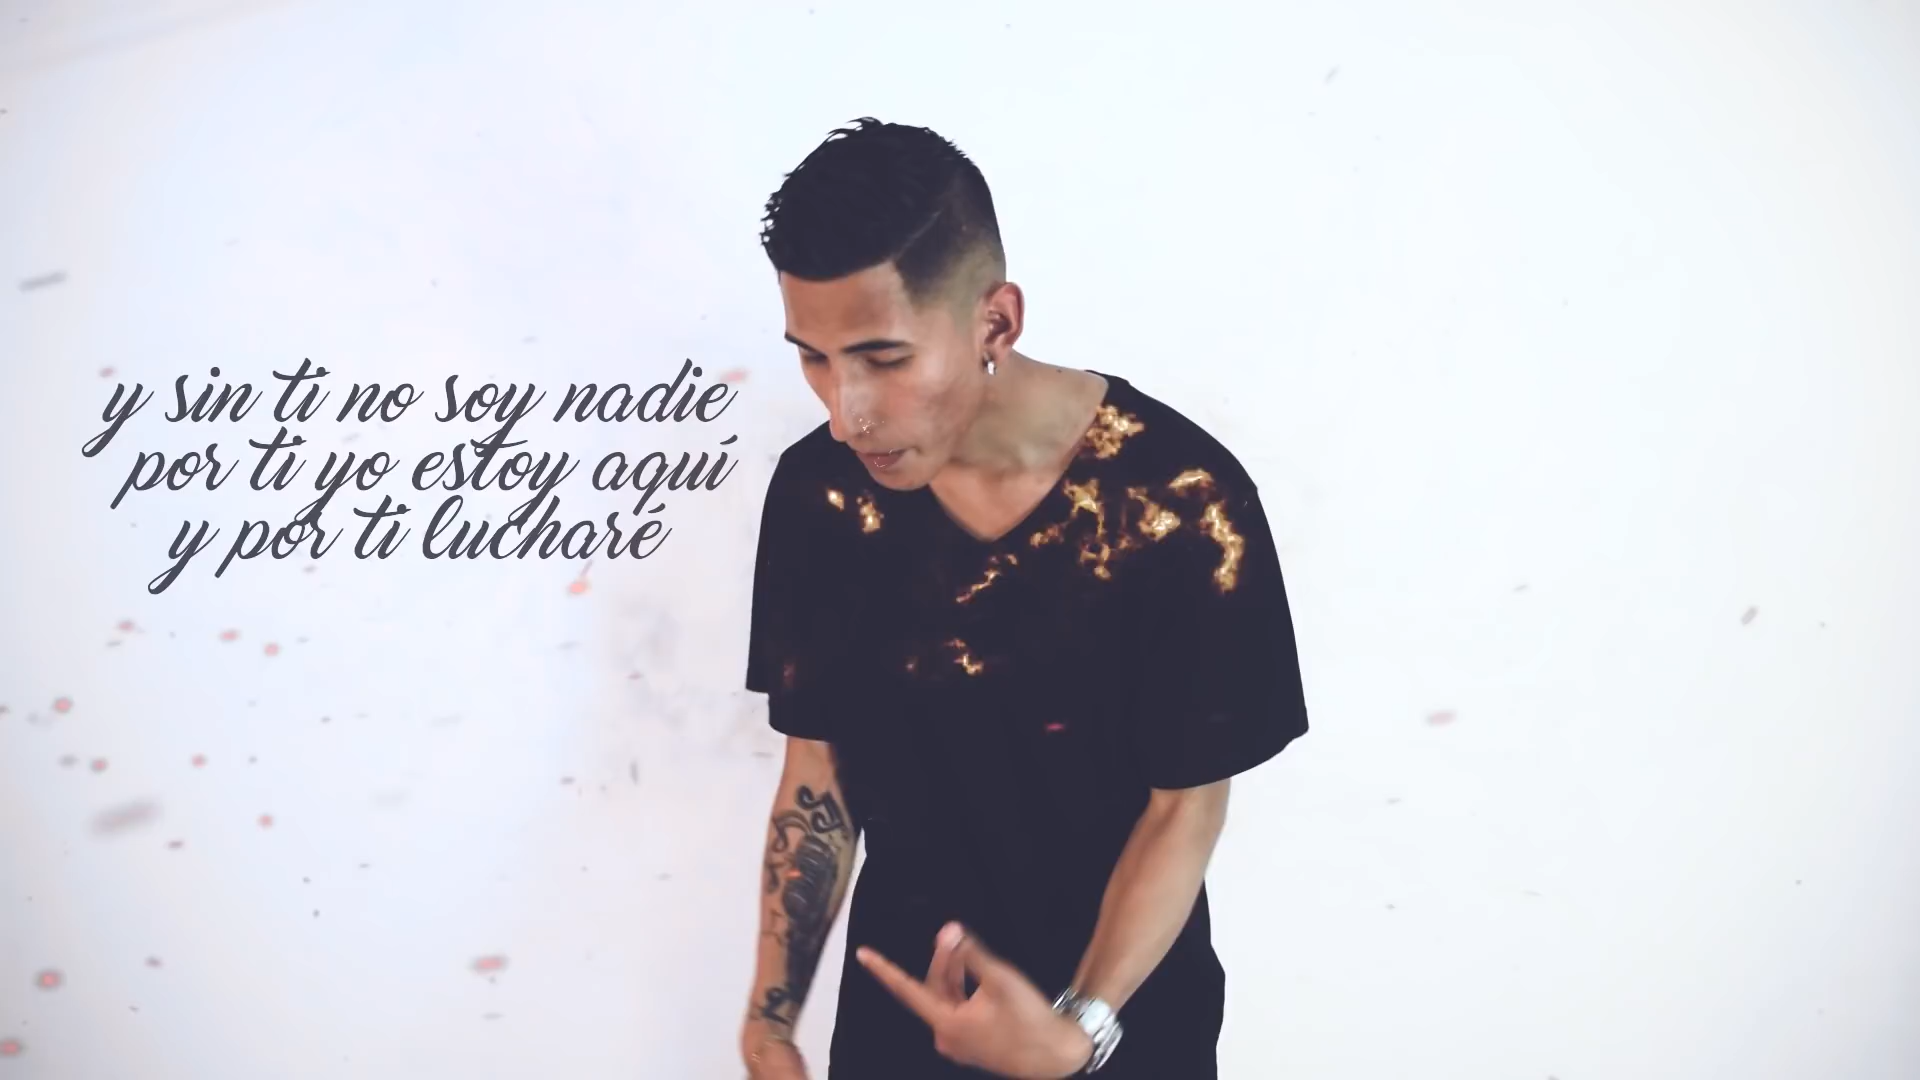 y sin ti no soy nadie
por ti yo estoy aquí
y por ti lucharé